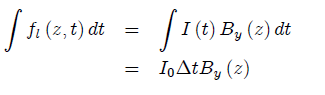 ∫ f_l (z, t) dt = ∫ I (t) B_y (z) dt
= I_0 Δt B_y (z)